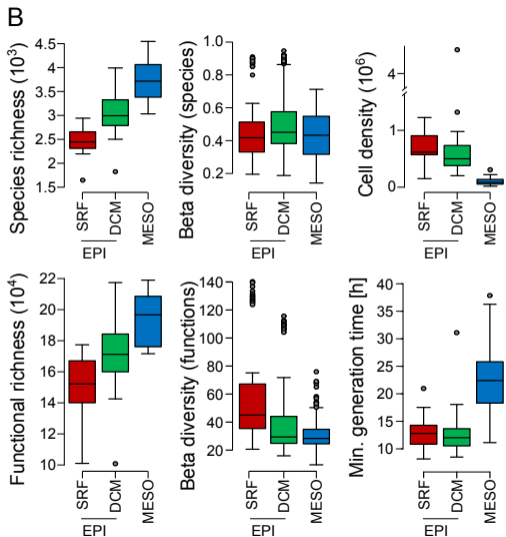 B
Species richness (10³)
4.5
4
3.5
3
2.5
2
1.5
SRF
DCM
MESO
EPI
Beta diversity (species)
1.0
0.8
0.6
0.4
0.2
SRF
DCM
MESO
EPI
Cell density (10⁶)
4
1
0
SRF
DCM
MESO
EPI
Functional richness (10⁴)
22
20
18
16
14
12
10
SRF
DCM
MESO
EPI
Beta diversity (functions)
140
120
100
80
60
40
20
SRF
DCM
MESO
EPI
Min. generation time [h]
40
35
30
25
20
15
10
SRF
DCM
MESO
EPI